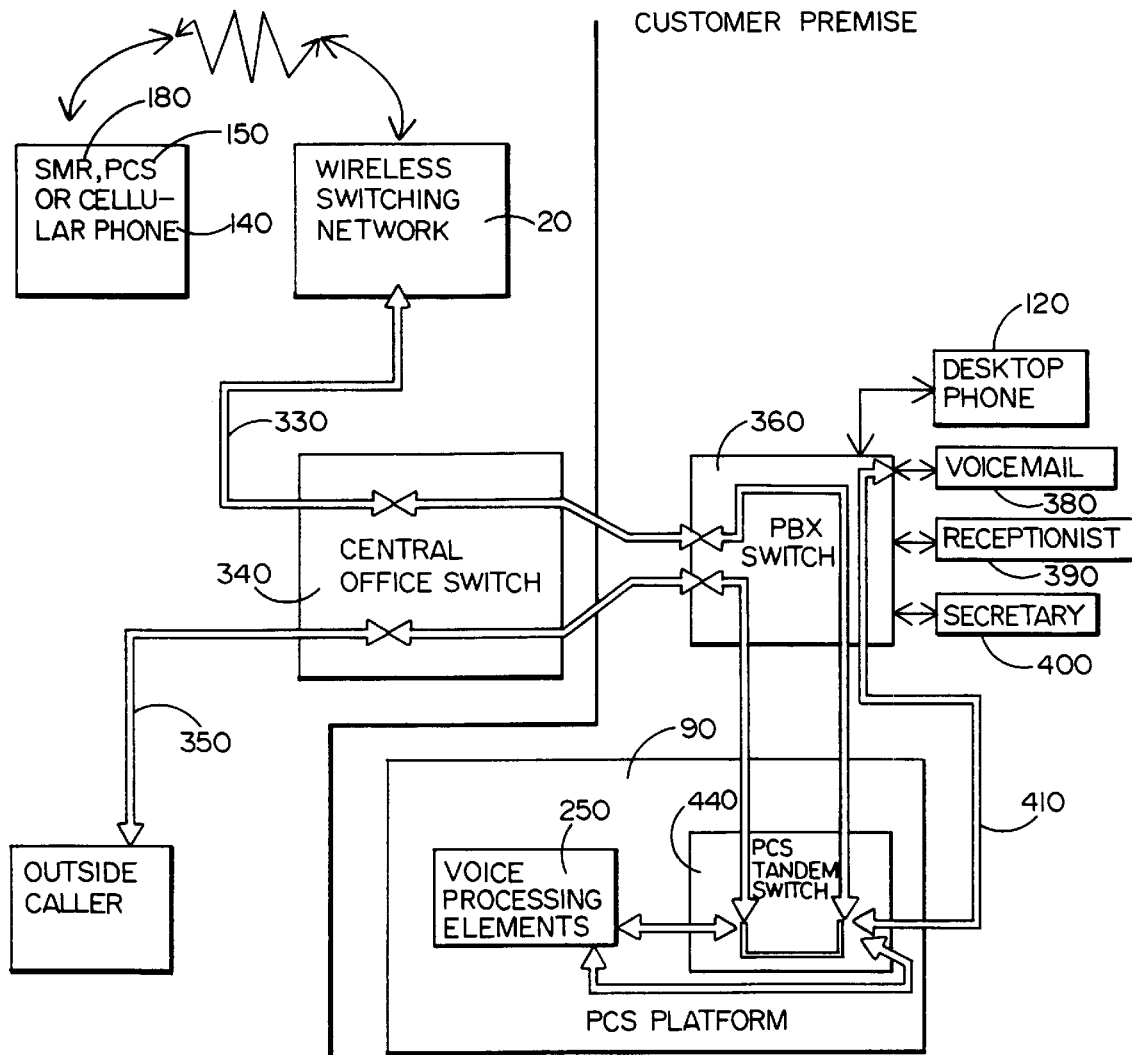 CUSTOMER PREMISE
180
150
SMR, PCS
OR CELLU-
LAR PHONE
140
WIRELESS
SWITCHING
NETWORK
20
120
DESKTOP
PHONE
330
360
VOICEMAIL
380
PBX
SWITCH
RECEPTIONIST
390
CENTRAL
OFFICE SWITCH
340
SECRETARY
400
350
90
440
410
250
OUTSIDE
CALLER
VOICE
PROCESSING
ELEMENTS
PCS
TANDEM
SWITCH
PCS PLATFORM